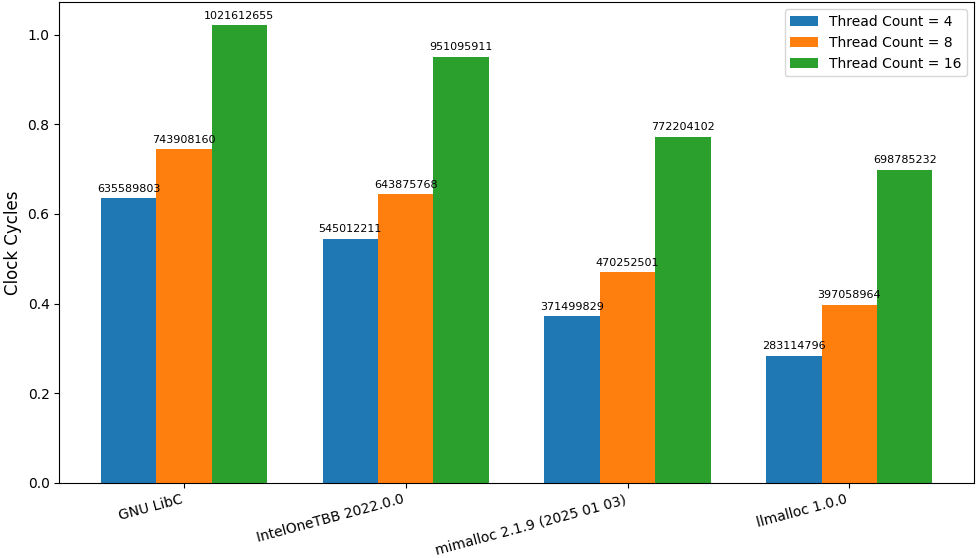 1021612655
951095911
743908160
772204102
698785232
635589803
643875768
545012211
470252501
397058964
371499829
283114796
Thread Count = 4
Thread Count = 8
Thread Count = 16
Clock Cycles
1.0
0.8
0.6
0.4
0.2
0.0
GNU LibC
IntelOneTBB 2022.0.0
mimalloc 2.1.9 (2025 01 03)
llmalloc 1.0.0